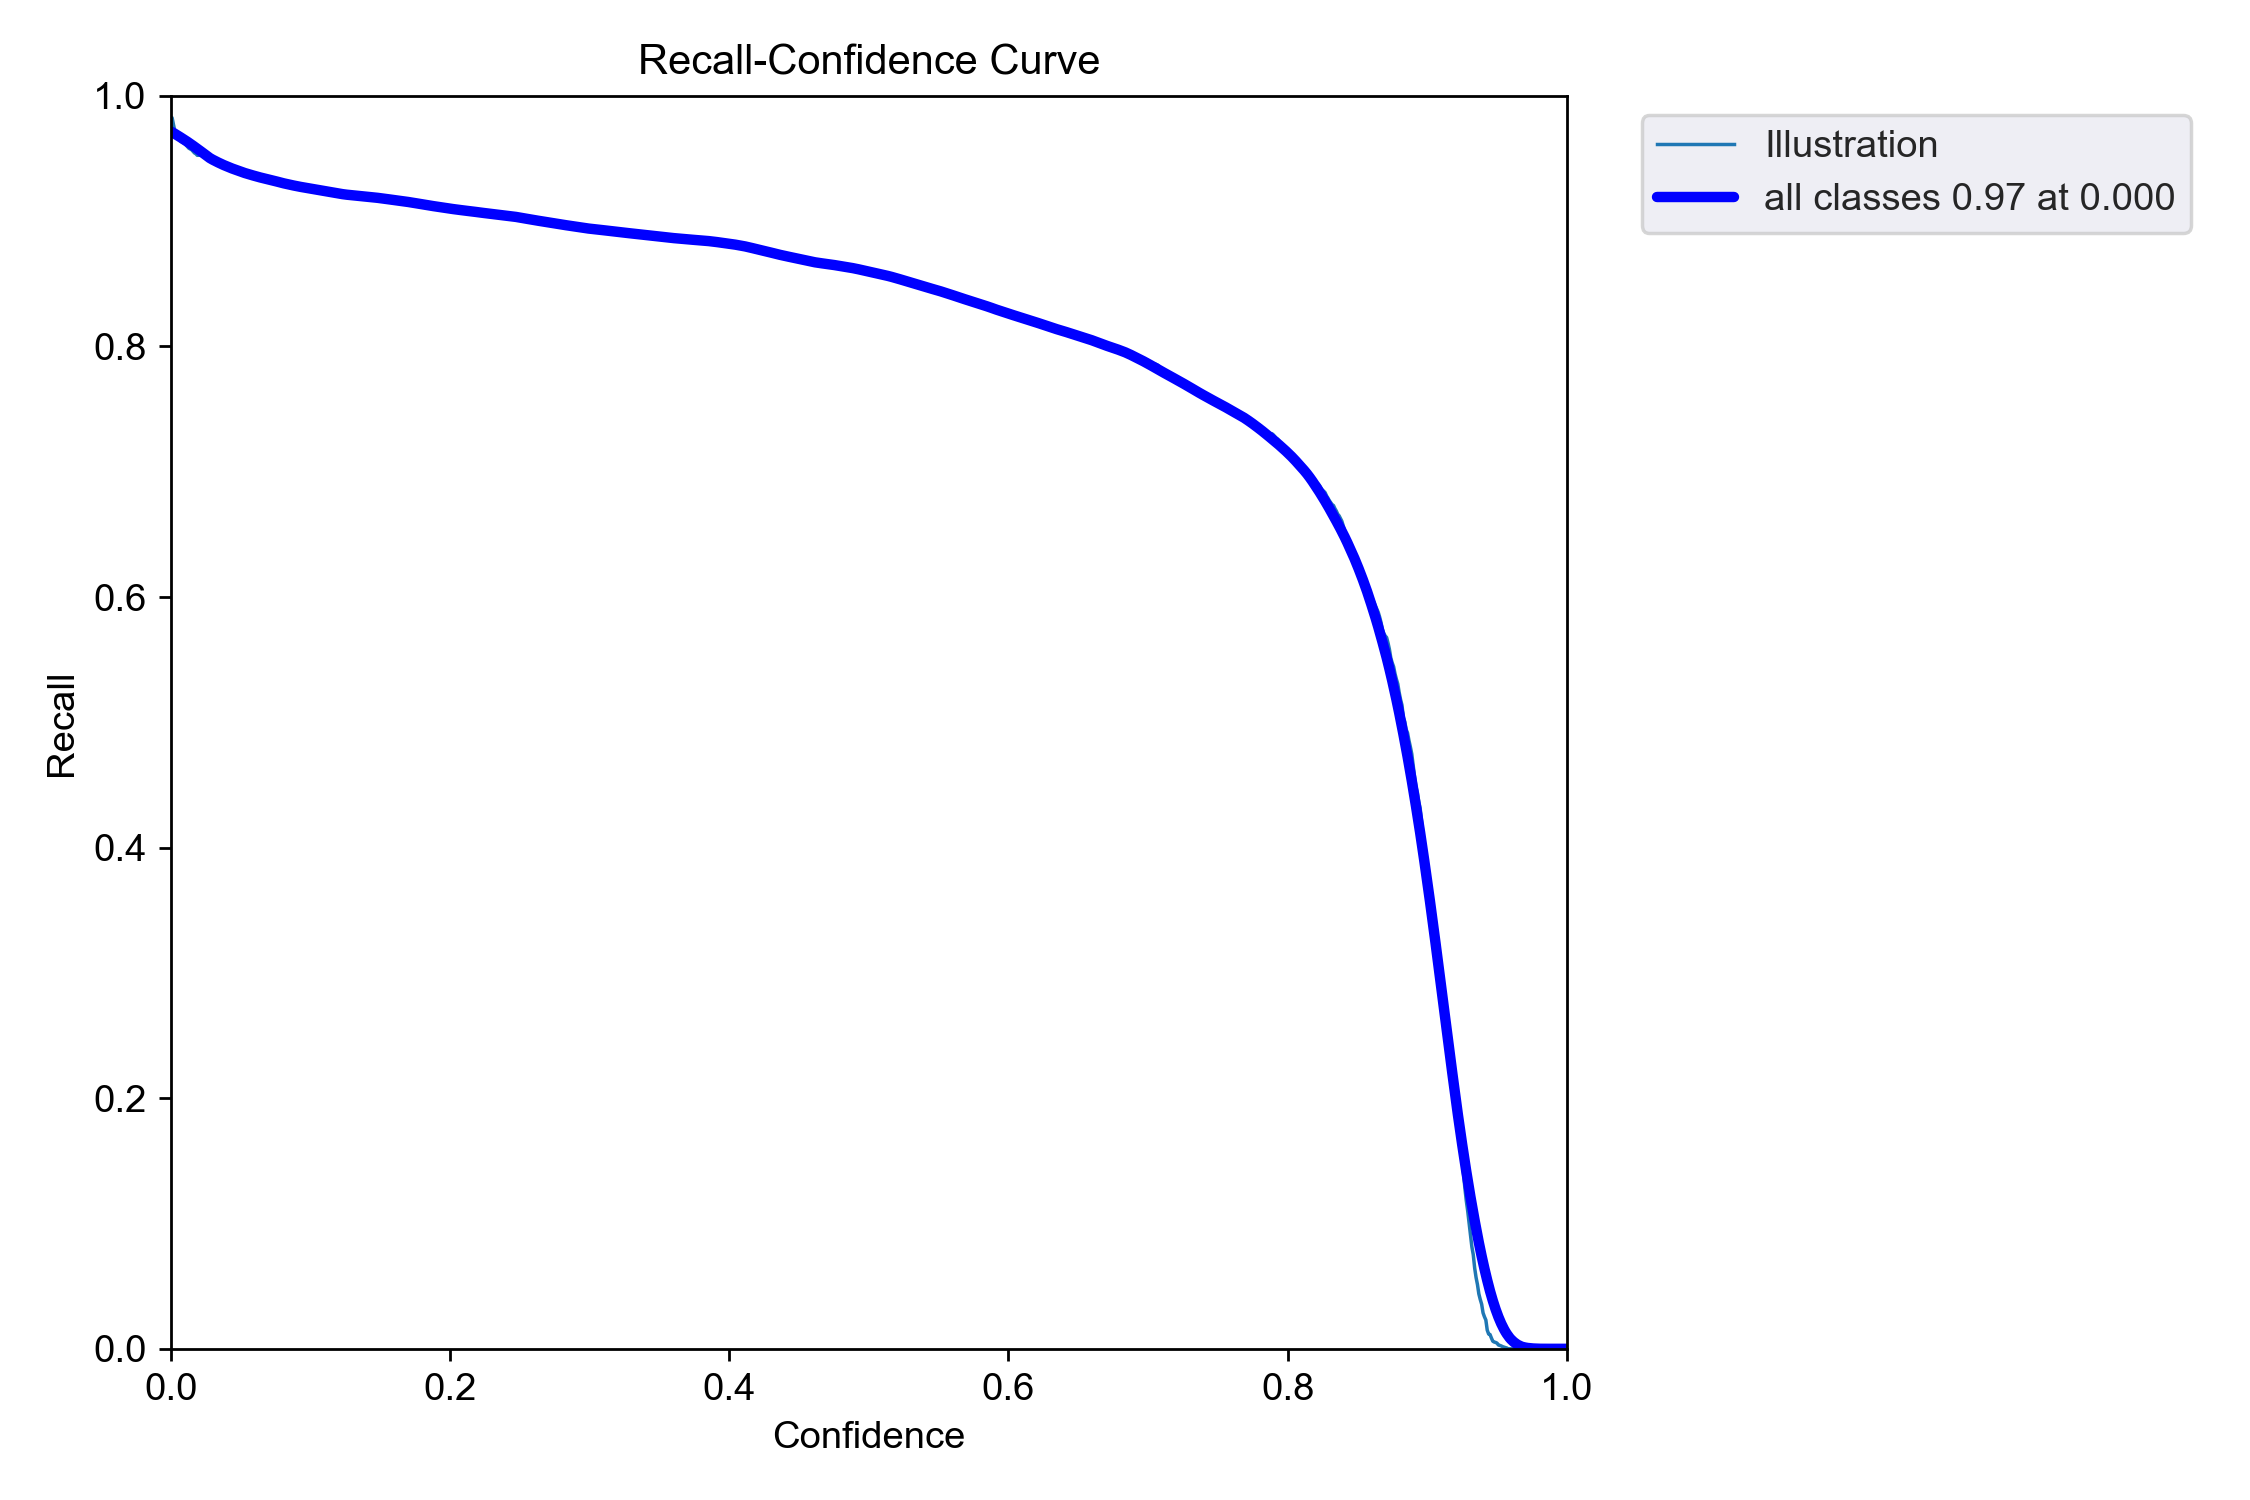 Recall-Confidence Curve
1.0
0.8
0.6
0.4
0.2
0.0
Recall
0.0 0.2 0.4 0.6 0.8 1.0
Confidence
Illustration
all classes 0.97 at 0.000